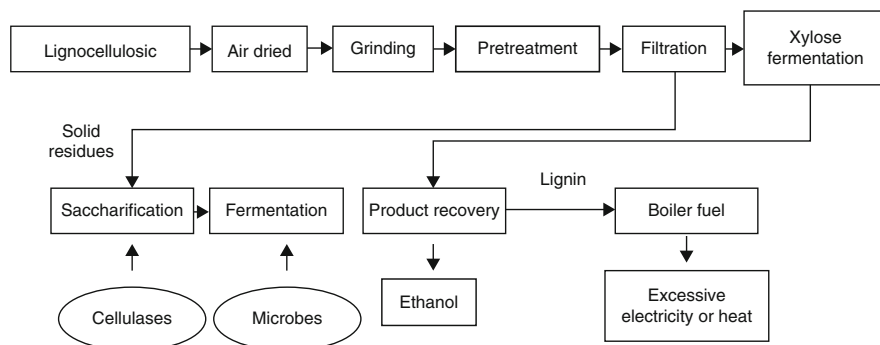 Lignocellulosic
Air dried
Grinding
Pretreatment
Filtration
Xylose
fermentation
Solid
residues
Lignin
Saccharification
Fermentation
Product recovery
Boiler fuel
Cellulases
Microbes
Ethanol
Excessive
electricity or heat